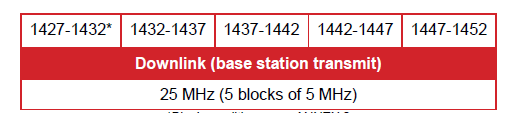 1427-1432* 1432-1437 1437-1442 1442-1447 1447-1452
Downlink (base station transmit)
25 MHz (5 blocks of 5 MHz)